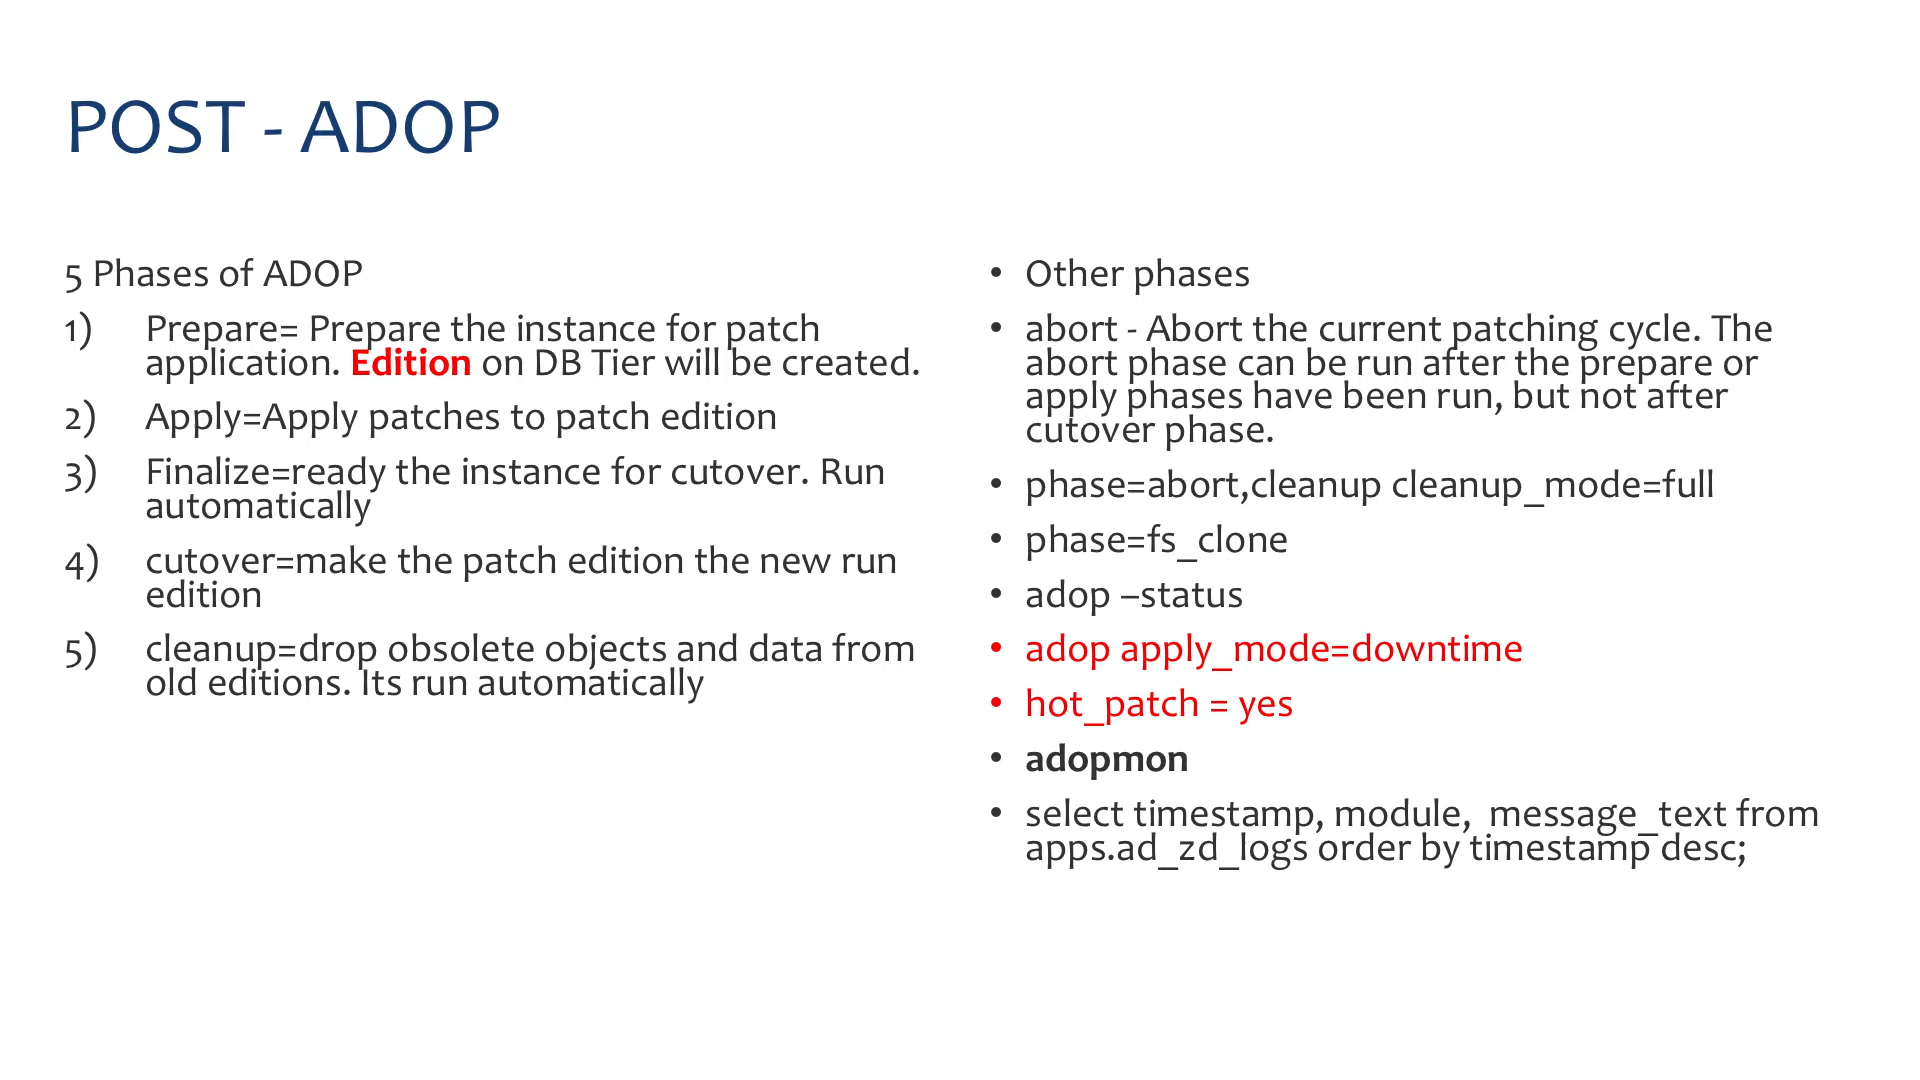 POST - ADOP
5 Phases of ADOP
1) Prepare= Prepare the instance for patch
application. Edition on DB Tier will be created.
2) Apply=Apply patches to patch edition
3) Finalize=ready the instance for cutover. Run
automatically
4) cutover=make the patch edition the new run
edition
5) cleanup=drop obsolete objects and data from
old editions. Its run automatically
• Other phases
• abort - Abort the current patching cycle. The
abort phase can be run after the prepare or
apply phases have been run, but not after
cutover phase.
• phase=abort,cleanup cleanup_mode=full
• phase=fs_clone
• adop –status
• adop apply_mode=downtime
• hot_patch = yes
• adopmon
• select timestamp, module,  message_text from
apps.ad_zd_logs order by timestamp desc;